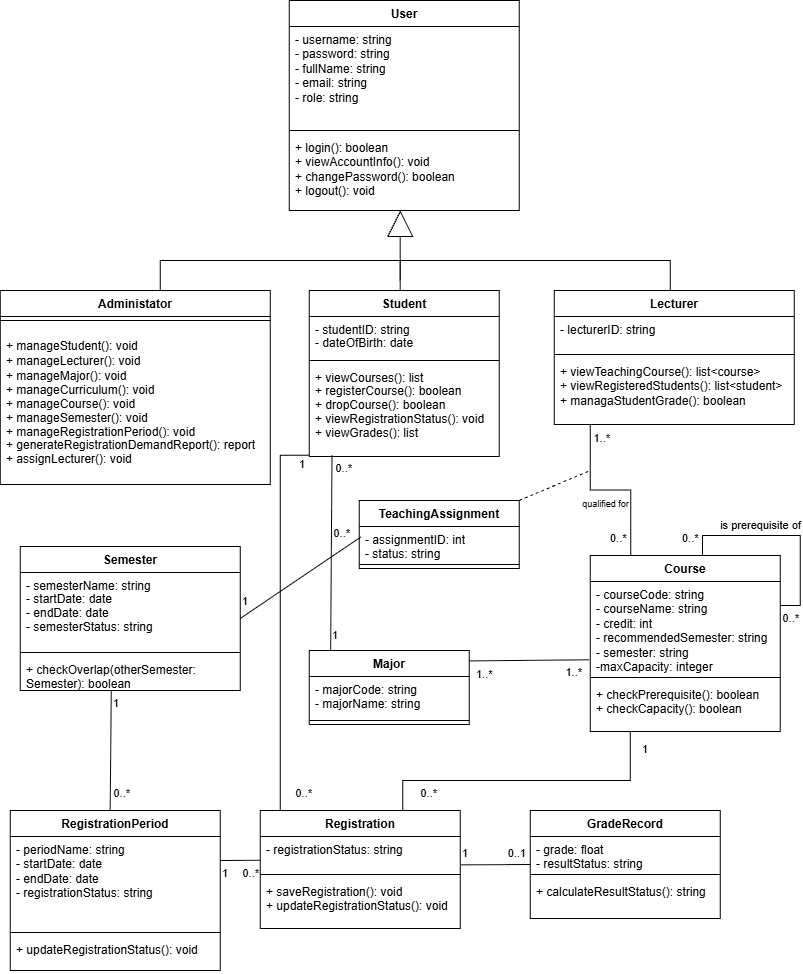 User
- username: string
- password: string
- fullName: string
- email: string
- role: string
+ login(): boolean
+ viewAccountInfo(): void
+ changePassword(): boolean
+ logout(): void
Administator
+ manageStudent(): void
+ manageLecturer(): void
+ manageMajor(): void
+ manageCurriculum(): void
+ manageCourse(): void
+ manageSemester(): void
+ manageRegistrationPeriod(): void
+ generateRegistrationDemandReport(): report
+ assignLecturer(): void
Student
- studentID: string
- dateOfBirth: date
+ viewCourses(): list
+ registerCourse(): boolean
+ dropCourse(): boolean
+ viewRegistrationStatus(): void
+ viewGrades(): list
Lecturer
- lecturerID: string
+ viewTeachingCourse(): list<course>
+ viewRegisteredStudents(): list<student>
+ managaStudentGrade(): boolean
1
0..*
1..*
qualified for
0..*
TeachingAssignment
- assignmentID: int
- status: string
0..*
1
is prerequisite of
0..*
0..*
Semester
- semesterName: string
- startDate: date
- endDate: date
- semesterStatus: string
+ checkOverlap(otherSemester:
Semester): boolean
1
0..*
1
Major
- majorCode: string
- majorName: string
1..*
1..*
Course
- courseCode: string
- courseName: string
- credit: int
- recommendedSemester: string
- semester: string
-maxCapacity: integer
+ checkPrerequisite(): boolean
+ checkCapacity(): boolean
1
0..*
0..*
RegistrationPeriod
- periodName: string
- startDate: date
- endDate: date
- registrationStatus: string
+ updateRegistrationStatus(): void
1
0..*
Registration
- registrationStatus: string
+ saveRegistration(): void
+ updateRegistrationStatus(): void
1
0..1
GradeRecord
- grade: float
- resultStatus: string
+ calculateResultStatus(): string